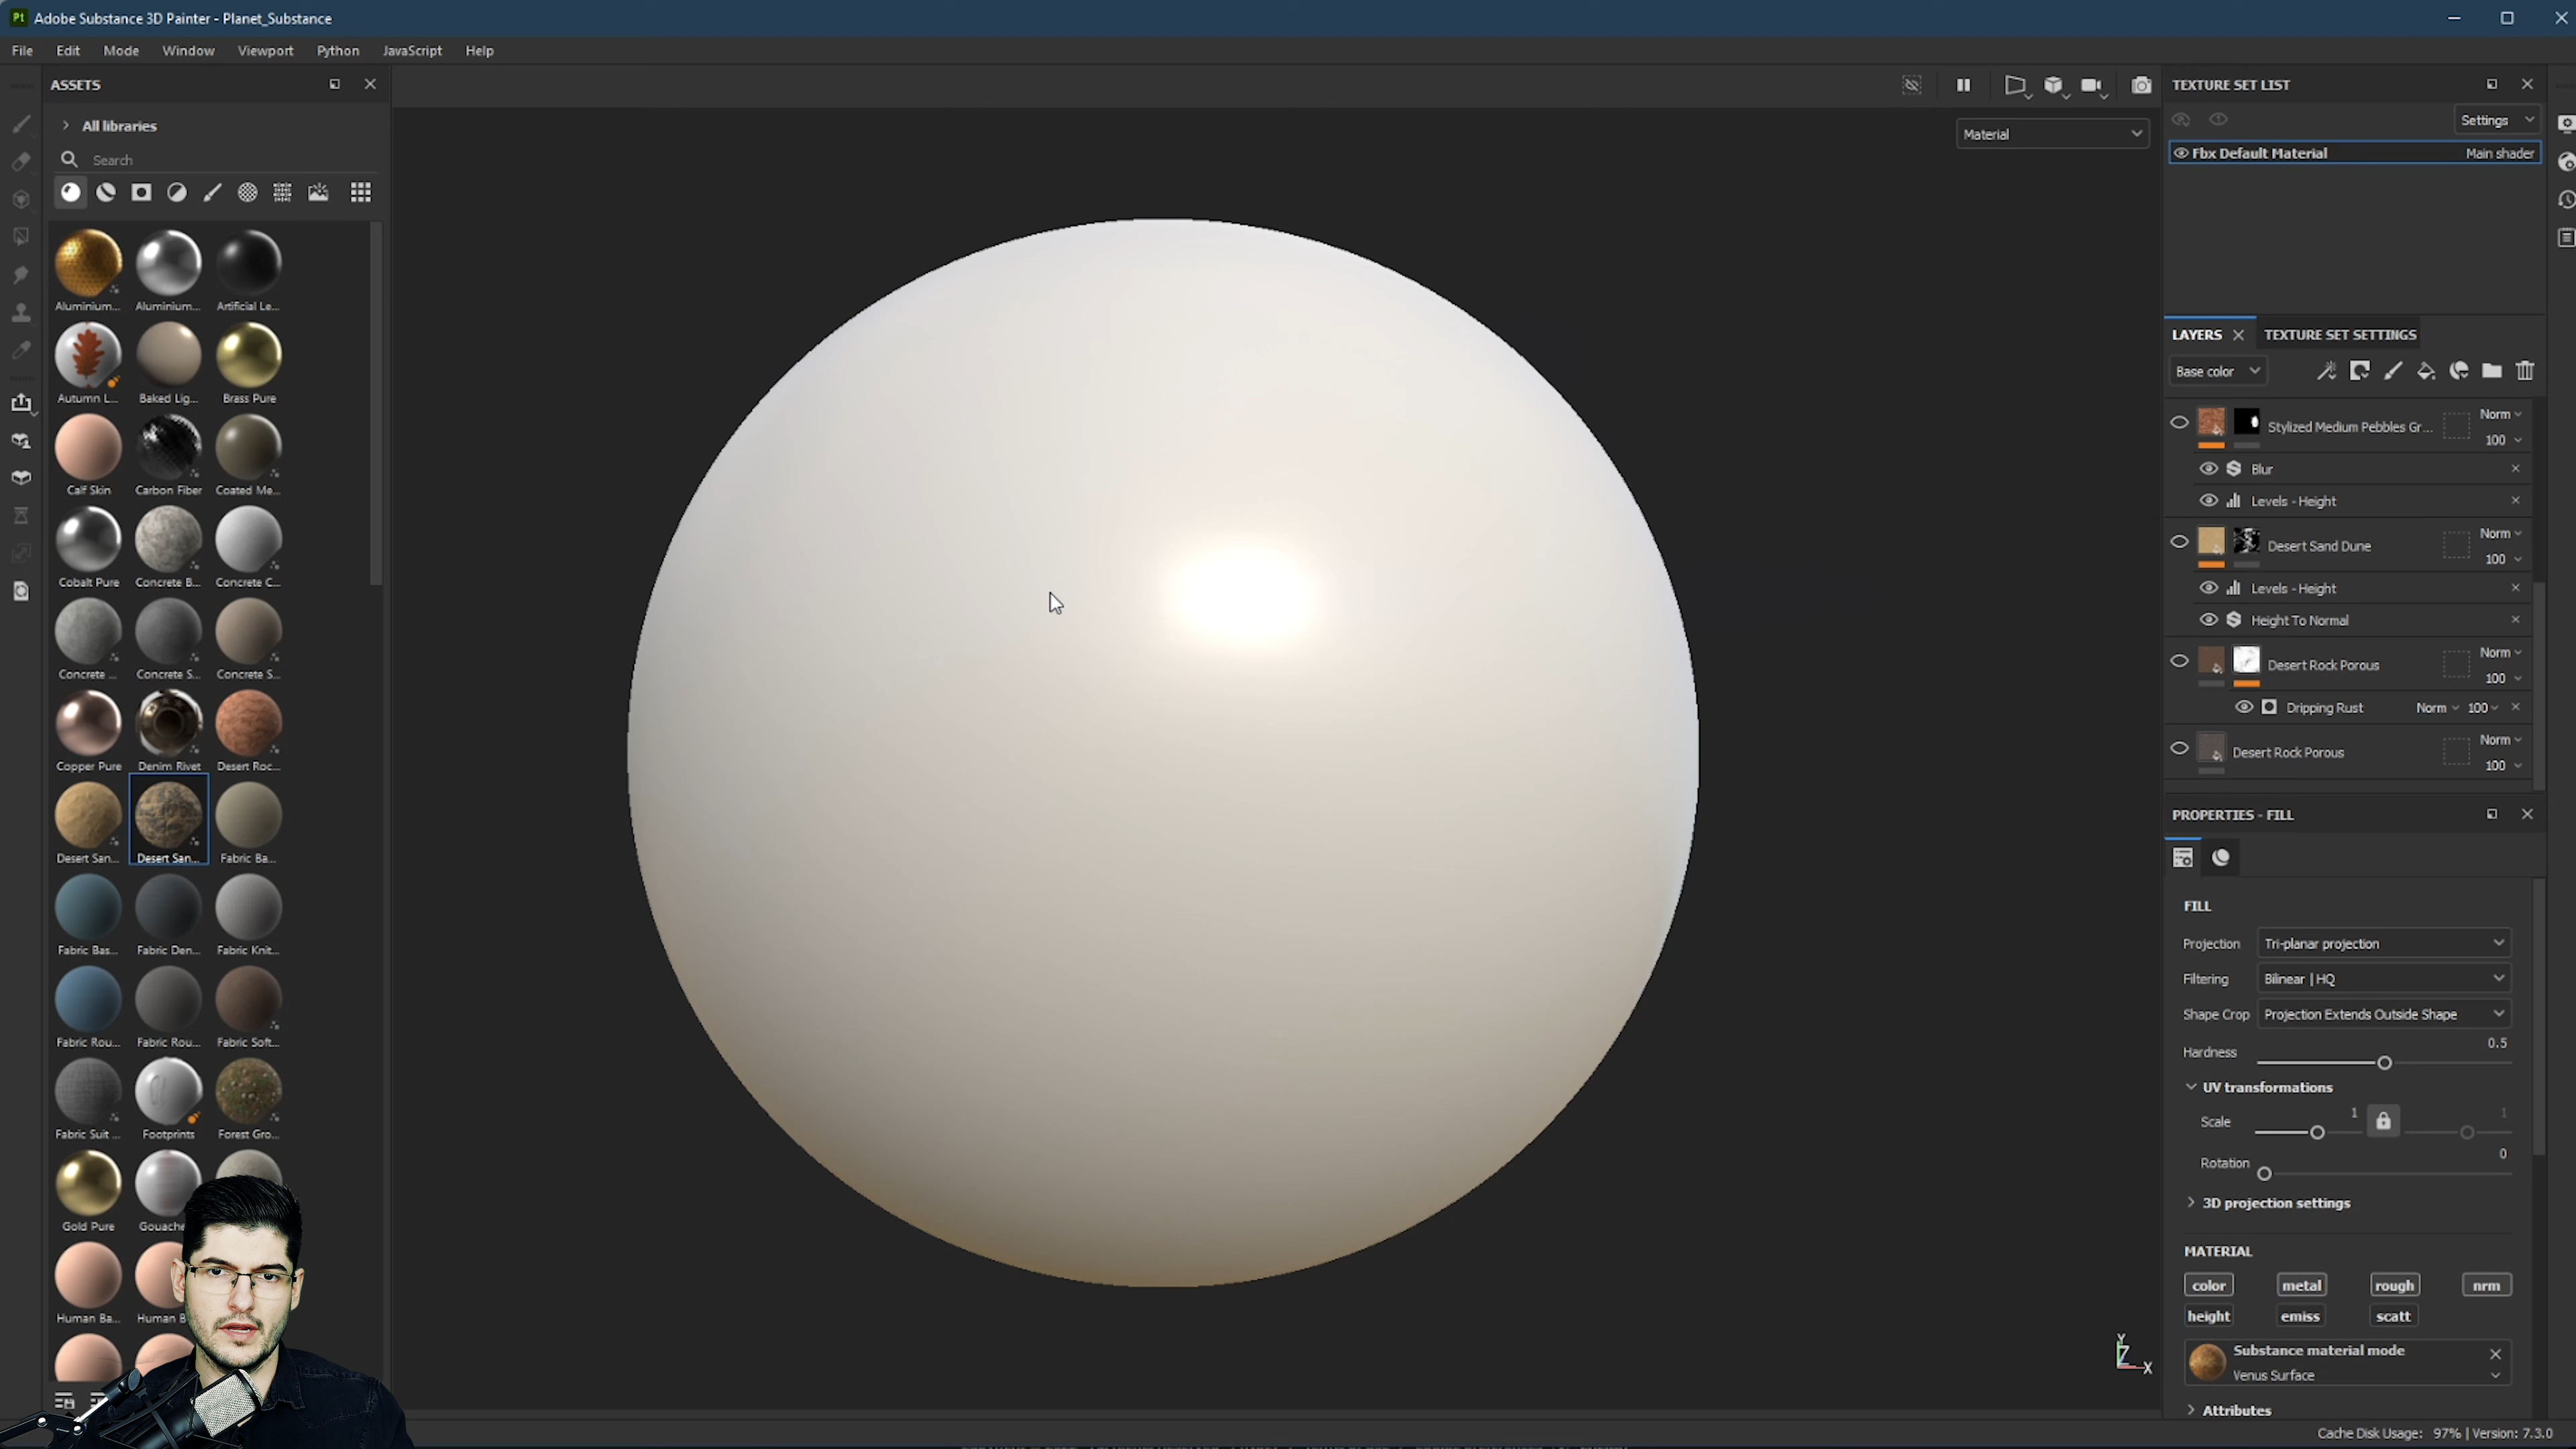 Pt Adobe Substance 3D Painter - Planet_Substance
File Edit Mode Window Viewport Python JavaScript Help
ASSETS
All libraries
Search
Aluminium... Aluminium... Artificial Le...
Autumn L... Baked Lig... Brass Pure
Calf Skin Carbon Fiber Coated Me...
Cobalt Pure Concrete B... Concrete C...
Concrete ... Concrete S... Concrete S...
Copper Pure Denim Rivet Desert Roc...
Desert San... Desert San... Fabric Ba...
Fabric Bas... Fabric Den... Fabric Knit...
Fabric Rou... Fabric Rou... Fabric Soft...
Fabric Suit ... Footprints Forest Gro...
Gold Pure Gouache
Human Ba... Human B
Material
Y
Z
X
TEXTURE SET LIST
Settings
Fbx Default Material Main shader
LAYERS TEXTURE SET SETTINGS
Base color
Stylized Medium Pebbles Gr... Norm
100
Blur
Levels - Height
Desert Sand Dune Norm
100
Levels - Height
Height To Normal
Desert Rock Porous Norm
100
Dripping Rust Norm 100
Desert Rock Porous Norm
100
PROPERTIES - FILL
FILL
Projection Tri-planar projection
Filtering Bilinear | HQ
Shape Crop Projection Extends Outside Shape
Hardness 0.5
UV transformations
Scale 1 1
Rotation 0
3D projection settings
MATERIAL
color metal rough nrm
height emiss scatt
Substance material mode
Venus Surface
Attributes
Cache Disk Usage: 97% | Version: 7.3.0